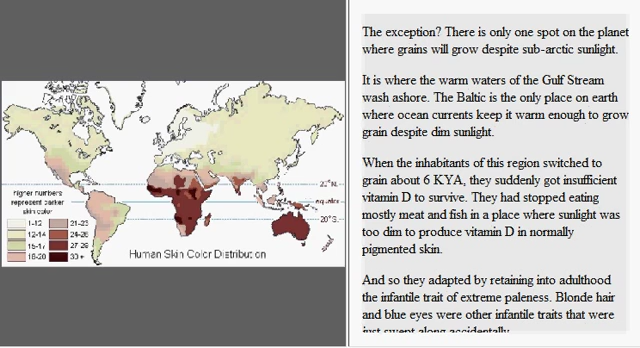 The exception? There is only one spot on the planet
where grains will grow despite sub-arctic sunlight.
It is where the warm waters of the Gulf Stream
wash ashore. The Baltic is the only place on earth
where ocean currents keep it warm enough to grow
grain despite dim sunlight.
When the inhabitants of this region switched to
grain about 6 KYA, they suddenly got insufficient
vitamin D to survive. They had stopped eating
mostly meat and fish in a place where sunlight was
too dim to produce vitamin D in normally
pigmented skin.
And so they adapted by retaining into adulthood
the infantile trait of extreme paleness. Blonde hair
and blue eyes were other infantile traits that were
just swept along accidentally
higher numbers
represent darker
skin color
1-12
12-14
15-17
18-20
21-23
24-26
27-29
30+
equator
20°S.
Human Skin Color Distribution